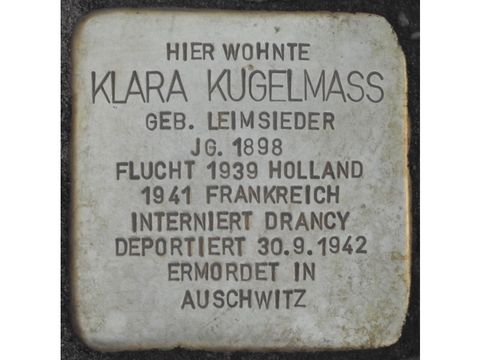 HIER WOHNTE
KLARA KUGELMASS
GEB. LEIMSIEDER
JG. 1898
FLUCHT 1939 HOLLAND
1941 FRANKREICH
INTERNIERT DRANCY
DEPORTIERT 30.9.1942
ERMORDET IN
AUSCHWITZ